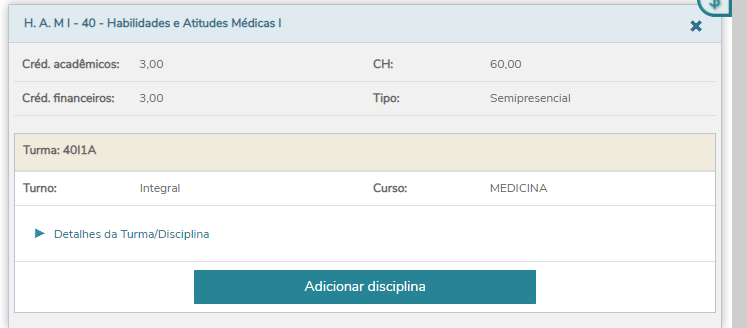 H. A. M I - 40 - Habilidades e Atitudes Médicas I
Créd. acadêmicos: 3,00 CH: 60,00
Créd. financeiros: 3,00 Tipo: Semipresencial
Turma: 40I1A
Turno: Integral Curso: MEDICINA
Detalhes da Turma/Disciplina
Adicionar disciplina